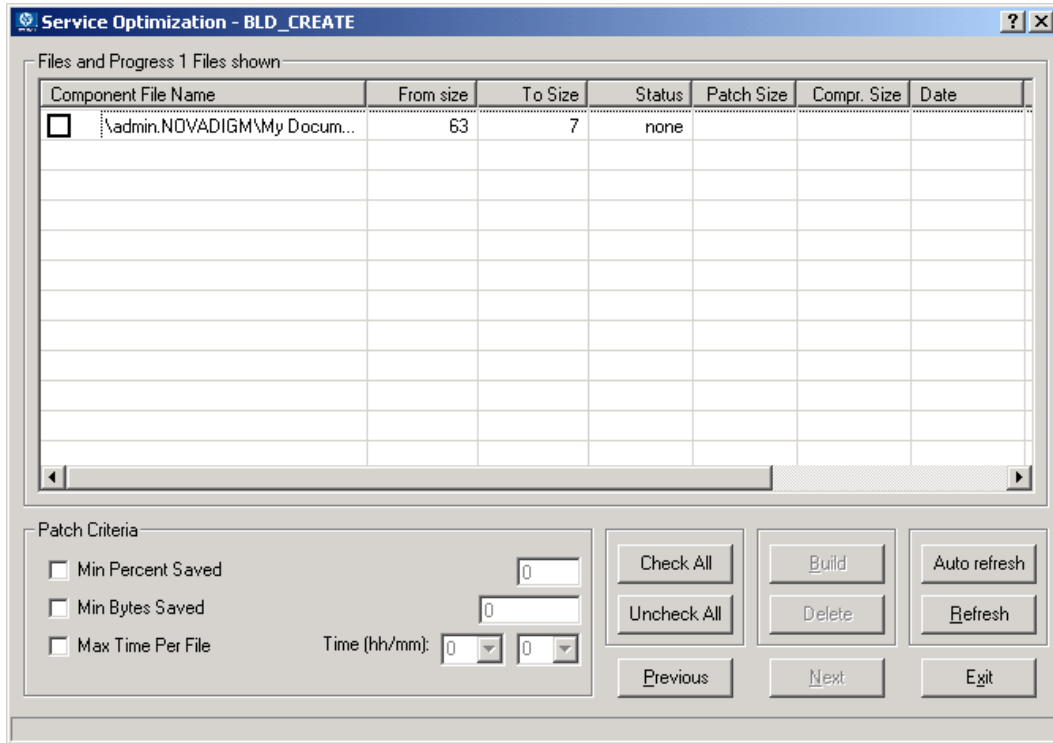 Service Optimization - BLD_CREATE
Files and Progress 1 Files shown
Component File Name From size To Size Status Patch Size Compr. Size Date
\admin.NOVADIGM\My Docum... 63 7 none
Patch Criteria
Min Percent Saved 0
Min Bytes Saved 0
Max Time Per File Time (hh/mm): 0 0
Check All Build Auto refresh
Uncheck All Delete Refresh
Previous Next Exit